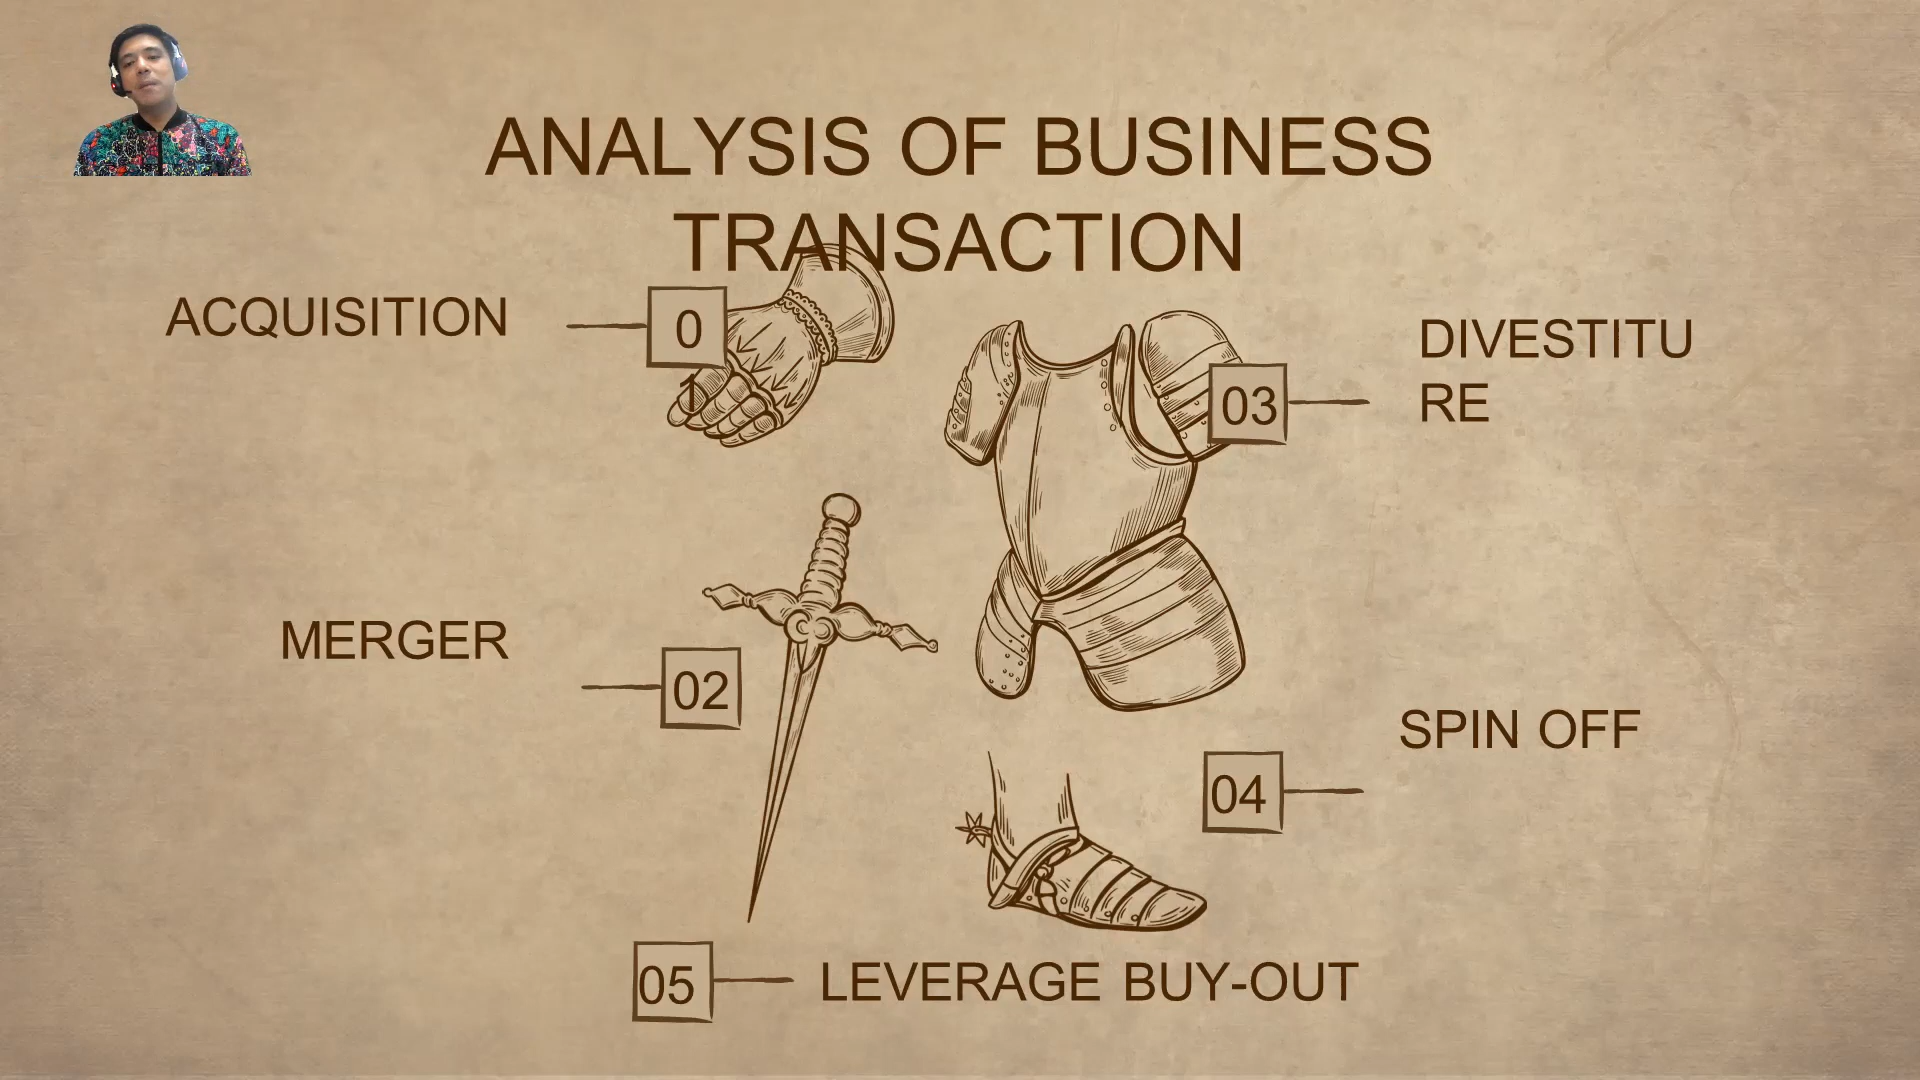 ANALYSIS OF BUSINESS
TRANSACTION
ACQUISITION
0
1
MERGER
02
03
DIVESTITU
RE
04
SPIN OFF
05
LEVERAGE BUY-OUT